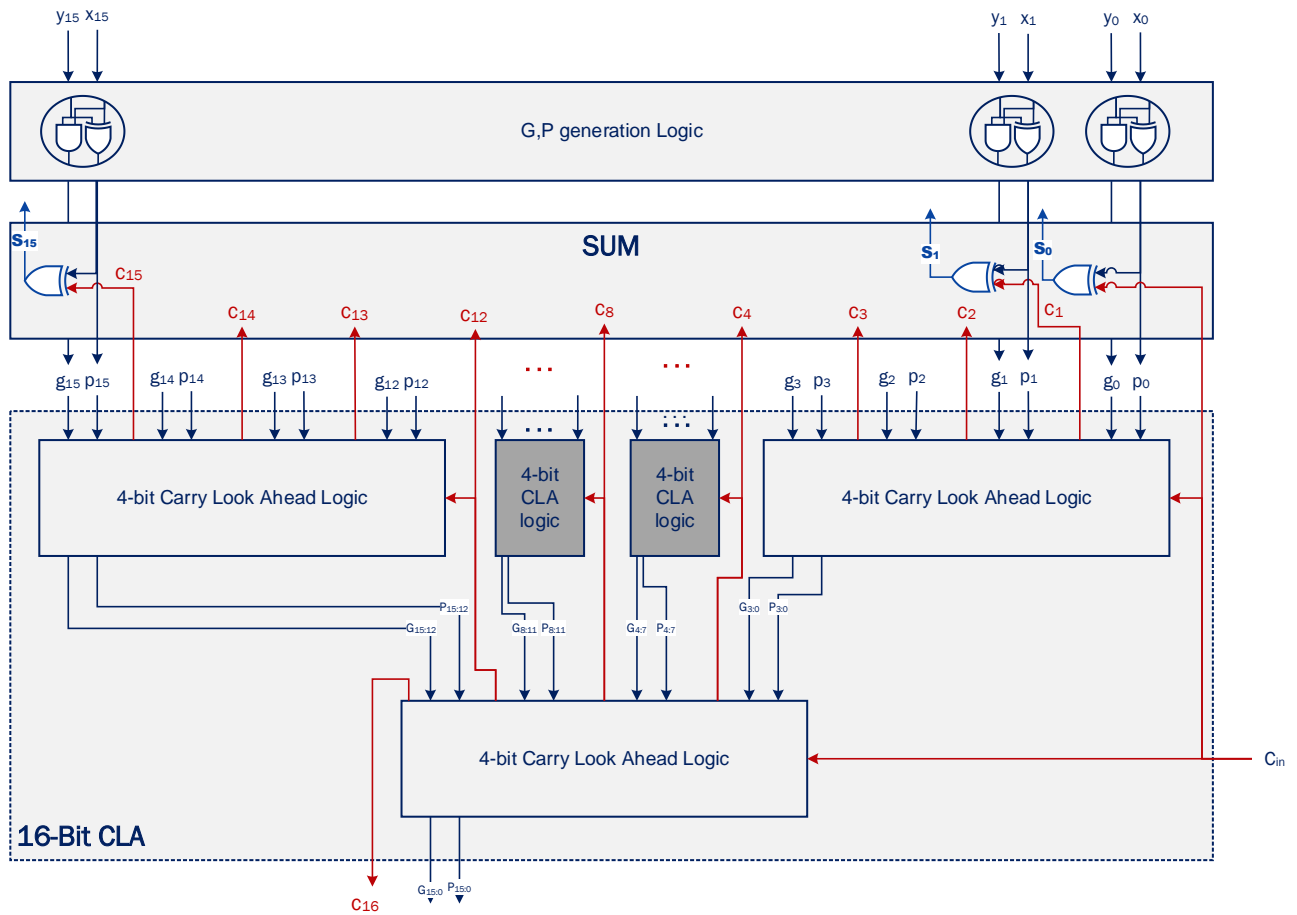 y15 x15 y1 x1 y0 x0
G,P generation Logic
SUM
S15 S1 S0
C15 C14 C13 C12 C8 C4 C3 C2 C1
... ...
g15 p15 g14 p14 g13 p13 g12 p12 g3 p3 g2 p2 g1 p1 g0 p0
... ...
4-bit Carry Look Ahead Logic
4-bit
CLA
logic
4-bit
CLA
logic
4-bit Carry Look Ahead Logic
P15:12 G3:0 P3:0
G15:12 G8:11 P8:11 G4:7 P4:7
4-bit Carry Look Ahead Logic
Cin
16-Bit CLA
G15:0 P15:0
C16